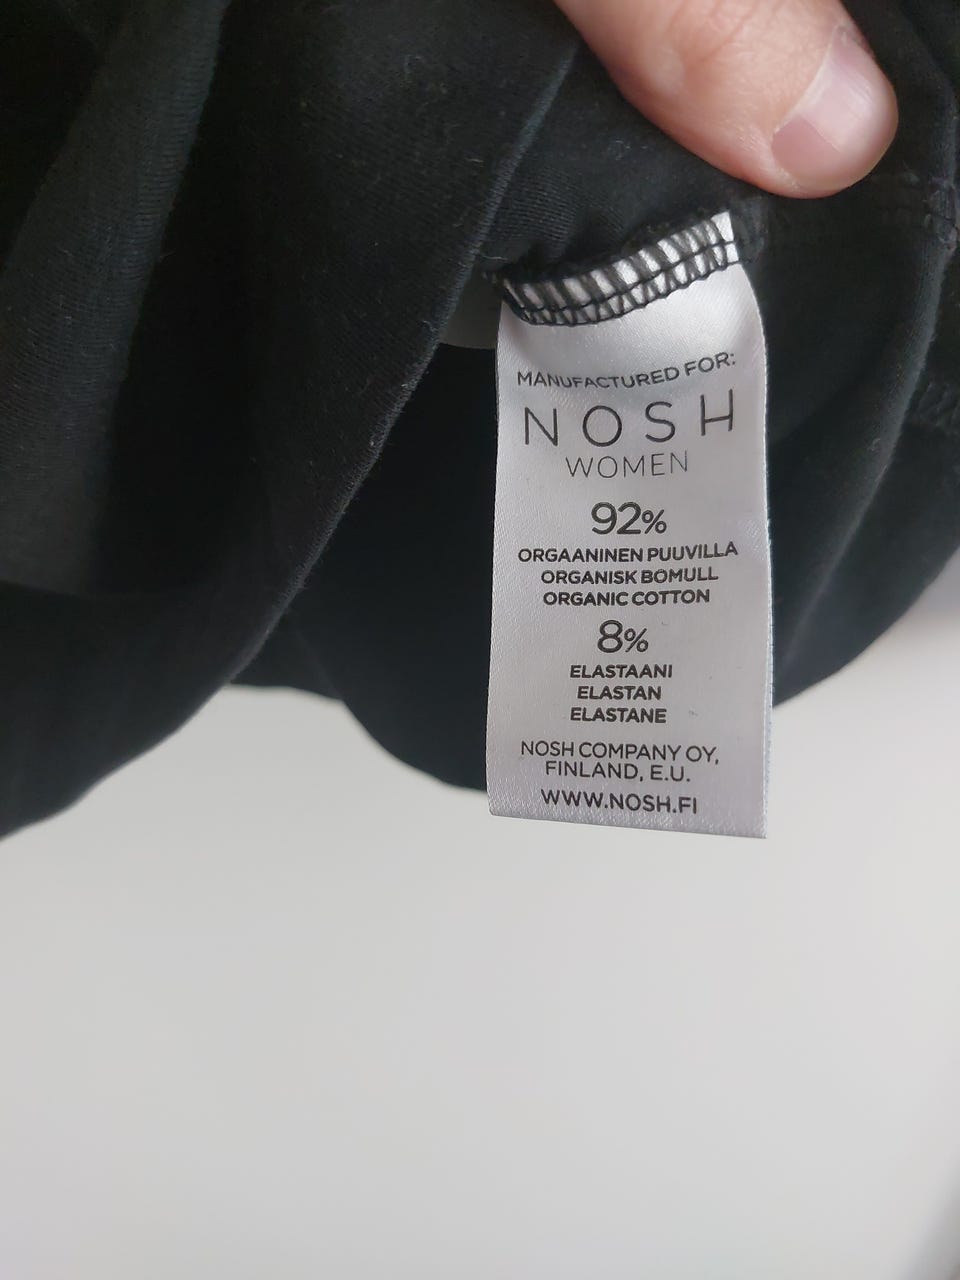 MANUFACTURED FOR:
NOSH
WOMEN
92%
ORGAANINEN PUUVILLA
ORGANISK BOMULL
ORGANIC COTTON
8%
ELASTAANI
ELASTAN
ELASTANE
NOSH COMPANY OY,
FINLAND, E.U.
WWW.NOSH.FI